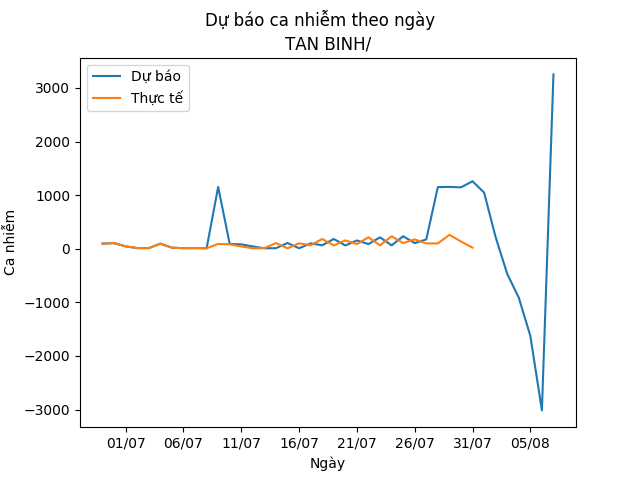 Dự báo ca nhiễm theo ngày
TAN BINH/
Dự báo
Thực tế
Ca nhiễm
3000
2000
1000
0
−1000
−2000
−3000
01/07 06/07 11/07 16/07 21/07 26/07 31/07 05/08
Ngày